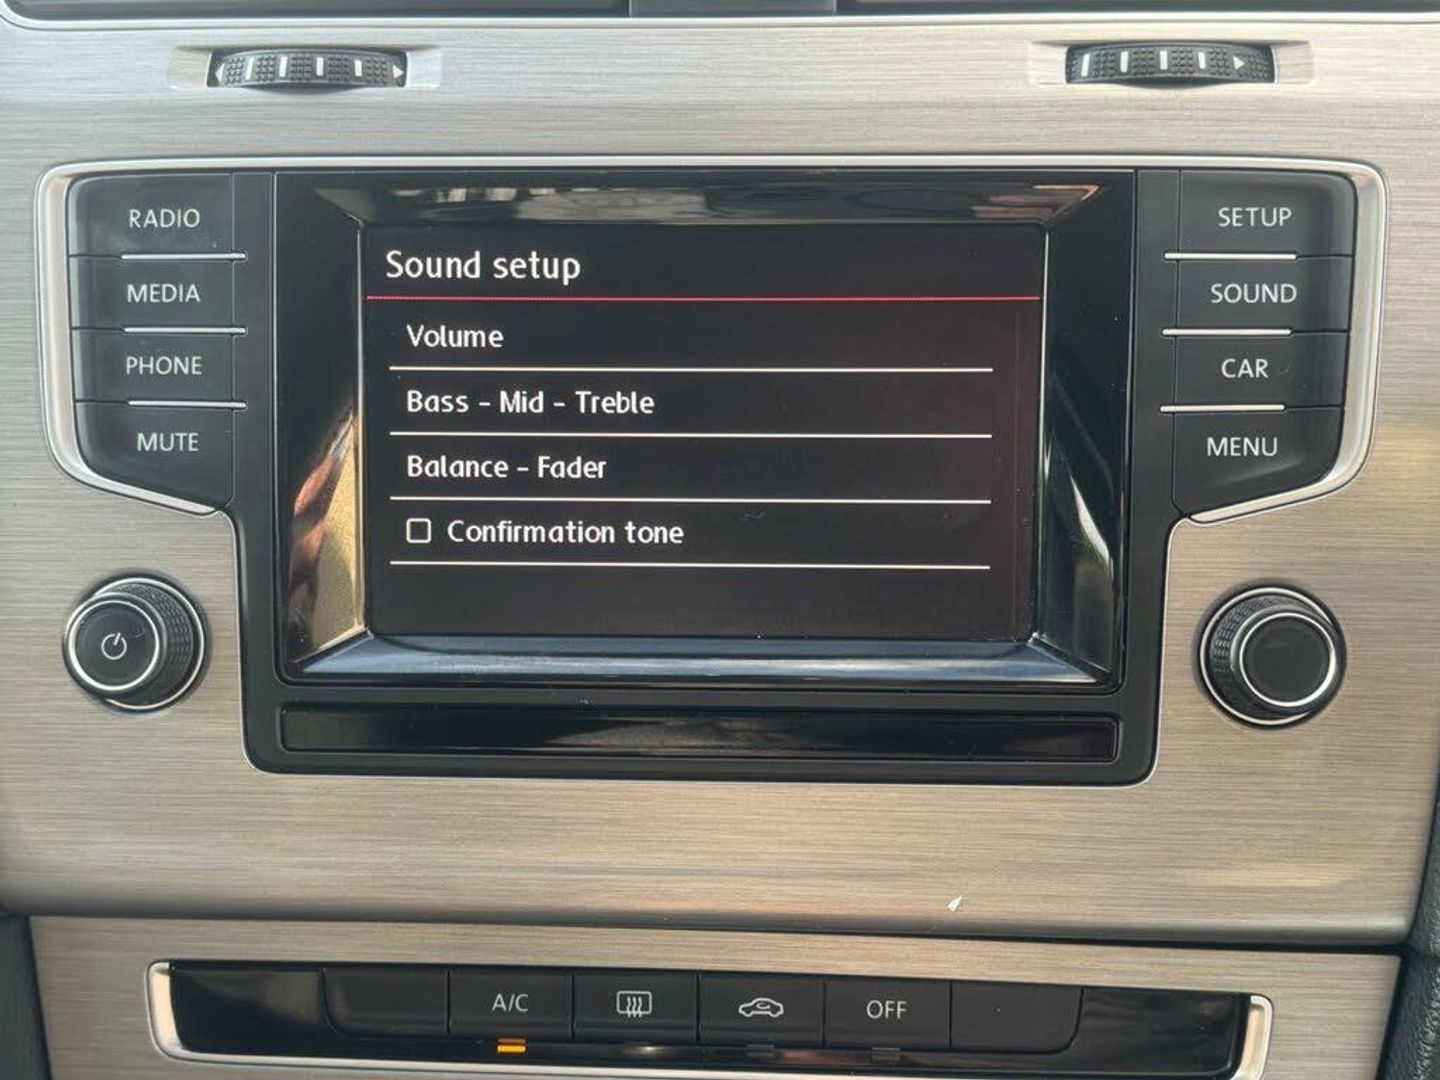 RADIO
MEDIA
PHONE
MUTE
Sound setup
Volume
Bass - Mid - Treble
Balance - Fader
Confirmation tone
SETUP
SOUND
CAR
MENU
A/C
OFF